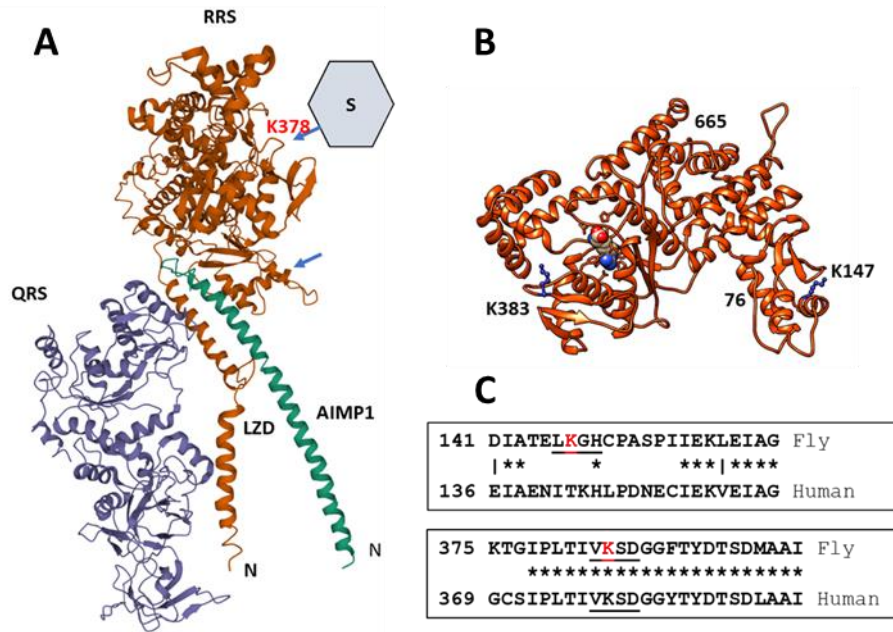 A
RRS
S
K378
QRS
LZD
AIMP1
N
N
B
665
K147
76
K383
C
141 DIATELKGHCPASPIIEKLEIAG Fly
|** * ***|****
136 EIAENITKHLPDNECIEKVEIAG Human
375 KTGIPLTIVKSDGGFTYDTSDMAAI Fly
********************
369 GCSIPLTIVKSDGGYTYDTSDLAAI Human